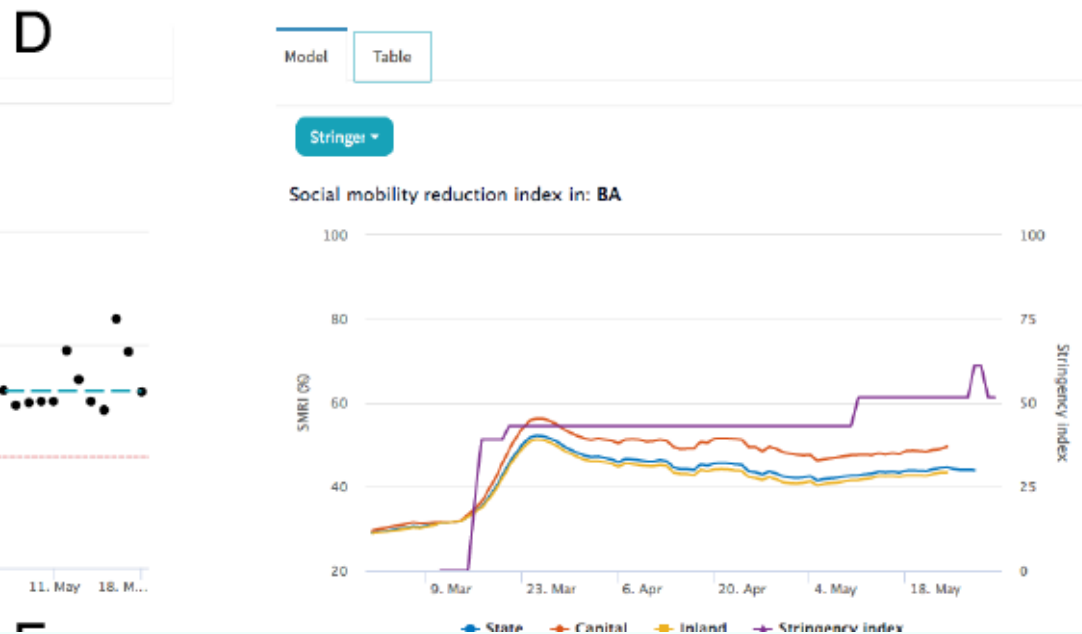 D
Model Table
Stringer
Social mobility reduction index in: BA
100 100
80 75
60 50
40 25
20 0
SMRI (%)
Stringency index
9. Mar 23. Mar 6. Apr 20. Apr 4. May 18. May
11. May 18. M...
State Capital Inland Stringency index